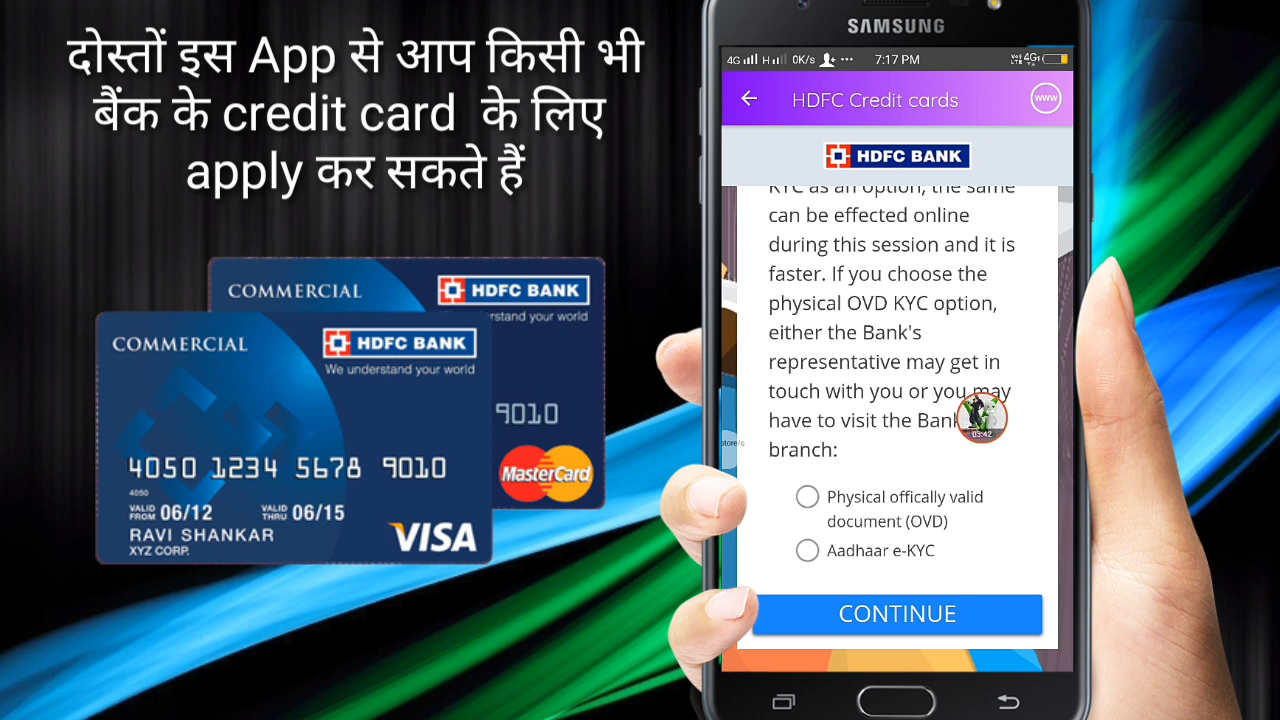 दोस्तों इस App से आप किसी भी
बैंक के credit card के लिए
apply कर सकते हैं
COMMERCIAL
HDFC BANK
understand your world
9010
MasterCard
COMMERCIAL
HDFC BANK
We understand your world
4050 1234 5678 9010
4050
VALID FROM 06/12 VALID THRU 06/15
RAVI SHANKAR
XYZ CORP.
VISA
SAMSUNG
4G H 0K/s ••• 7:17 PM VoLTE 4G
HDFC Credit cards www
HDFC BANK
KYC as an option, the same
can be effected online
during this session and it is
faster. If you choose the
physical OVD KYC option,
either the Bank's
representative may get in
touch with you or you may
have to visit the Bank
branch:
03:42
Physical offically valid
document (OVD)
Aadhaar e-KYC
CONTINUE